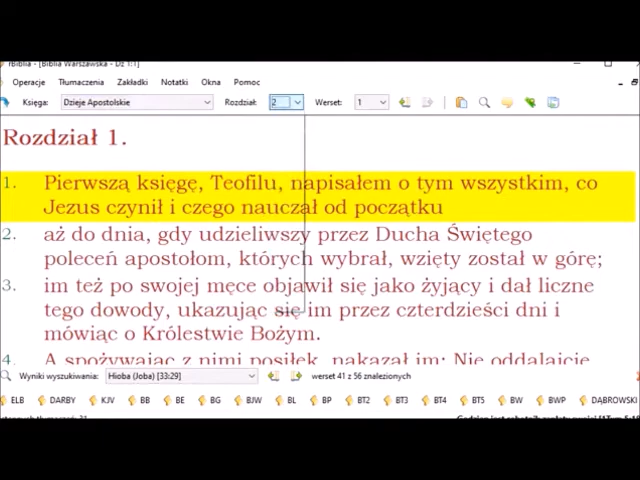 rBiblia - [Biblia Warszawska - Dz 1:1]
Operacje Tłumaczenia Zakładki Notatki Okna Pomoc
Księga: Dzieje Apostolskie Rozdział: 2 Werset: 1
Rozdział 1.
1. Pierwszą księgę, Teofilu, napisałem o tym wszystkim, co
Jezus czynił i czego nauczał od początku
2. aż do dnia, gdy udzieliwszy przez Ducha Świętego
poleceń apostołom, których wybrał, wzięty został w górę;
3. im też po swojej męce objawił się jako żyjący i dał liczne
tego dowody, ukazując się im przez czterdzieści dni i
mówiąc o Królestwie Bożym.
4. A spożywając z nimi posiłek, nakazał im: Nie oddalajcie
Wyniki wyszukiwania: Hioba (Joba) [33:29] werset 41 z 56 znalezionych
ELB DARBY KJV BB BE BG BJW BL BP BT2 BT3 BT4 BT5 BW BWP DĄBROWSKI